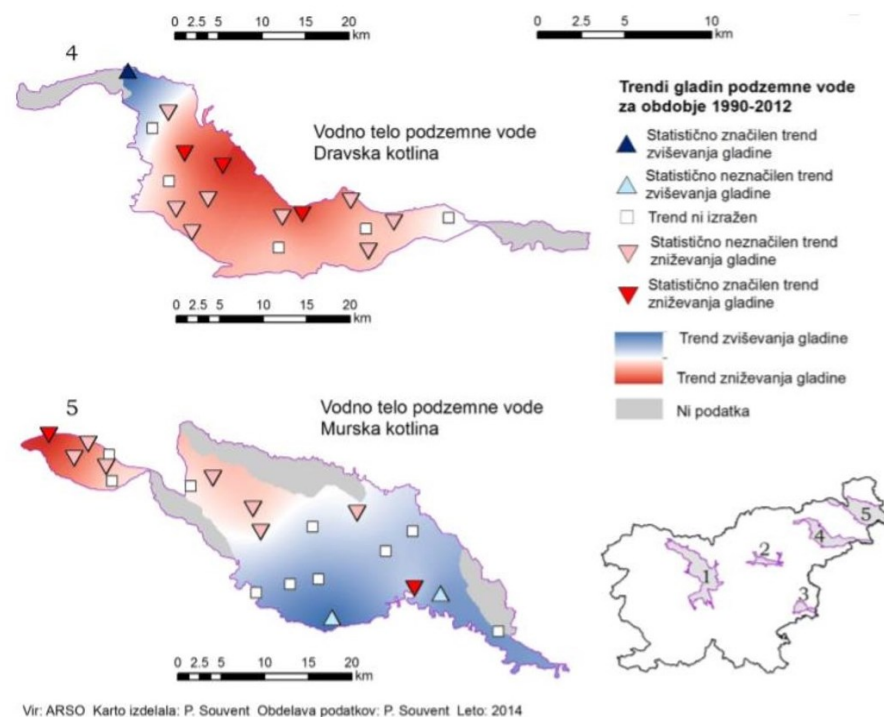 0 2.5 5 10 15 20
km
0 2.5 5 10
km
4
Vodno telo podzemne vode
Dravska kotlina
0 2.5 5 10 15 20
km
Trendi gladin podzemne vode
za obdobje 1990-2012
Statistično značilen trend
zviševanja gladine
Statistično neznačilen trend
zviševanja gladine
Trend ni izražen
Statistično neznačilen trend
zniževanja gladine
Statistično značilen trend
zniževanja gladine
Trend zviševanja gladine
Trend zniževanja gladine
Ni podatka
5
Vodno telo podzemne vode
Murska kotlina
0 2.5 5 10 15 20
km
1
2
3
4
5
Vir: ARSO Karto izdelala: P. Souvent Obdelava podatkov: P. Souvent Leto: 2014